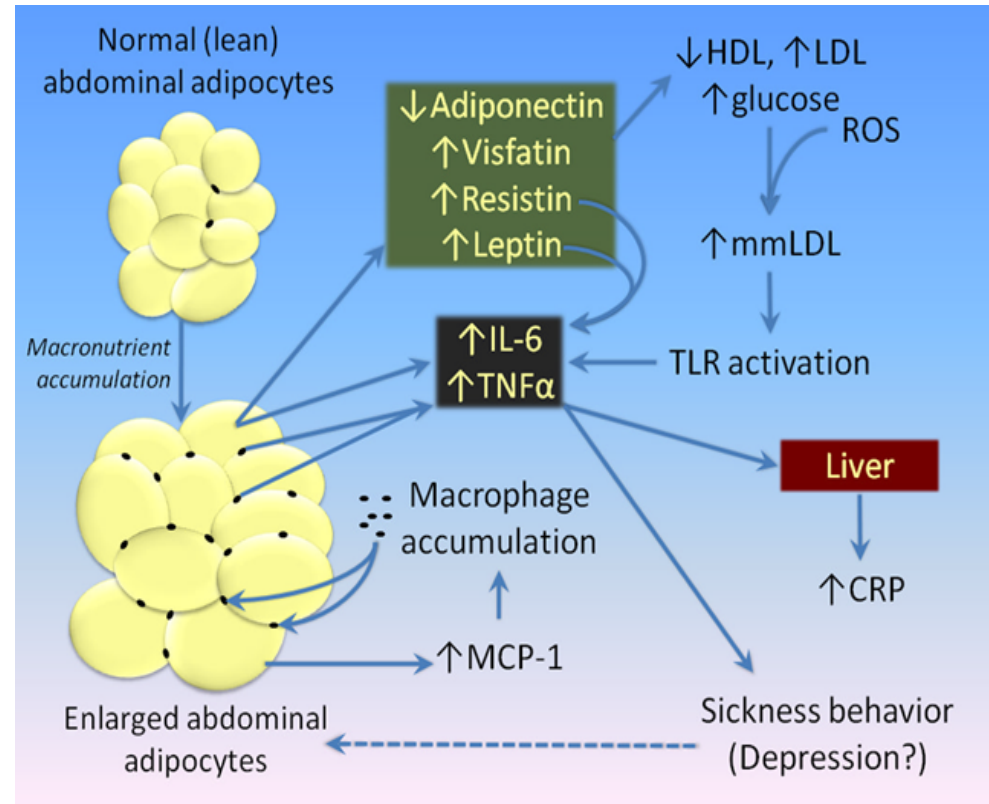 Normal (lean)
abdominal adipocytes
↓Adiponectin
↑Visfatin
↑Resistin
↑Leptin
↓HDL, ↑LDL
↑glucose
ROS
↑mmLDL
TLR activation
↑IL-6
↑TNFα
Macronutrient
accumulation
Liver
↑CRP
Macrophage
accumulation
↑MCP-1
Enlarged abdominal
adipocytes
Sickness behavior
(Depression?)